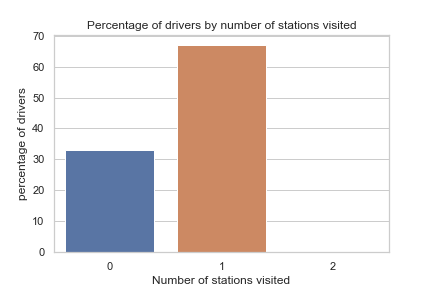 Percentage of drivers by number of stations visited
70
60
50
40
30
20
10
0
percentage of drivers
0 1 2
Number of stations visited